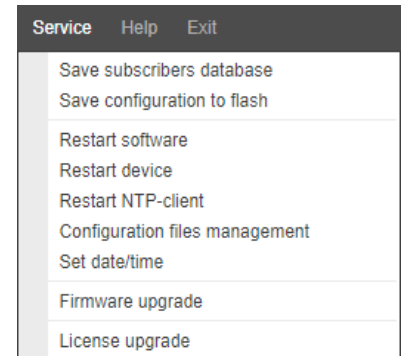 Service Help Exit
Save subscribers database
Save configuration to flash
Restart software
Restart device
Restart NTP-client
Configuration files management
Set date/time
Firmware upgrade
License upgrade